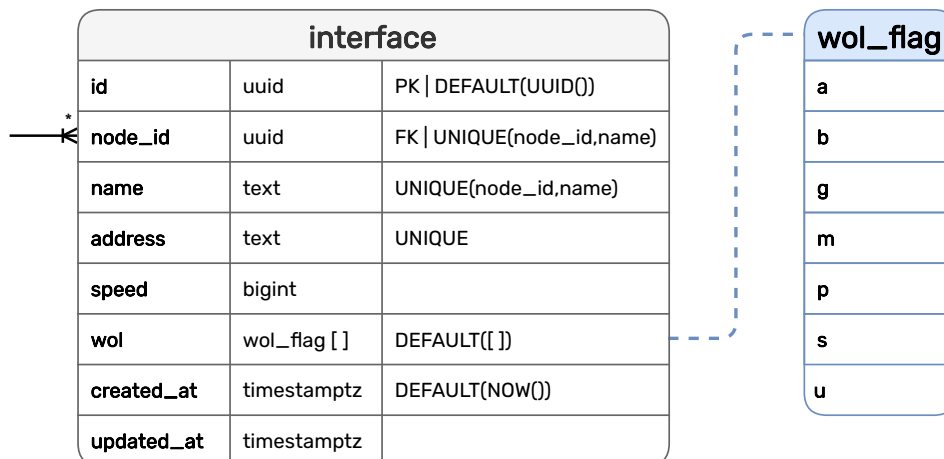 interface
id uuid PK | DEFAULT(UUID())
* node_id uuid FK | UNIQUE(node_id,name)
name text UNIQUE(node_id,name)
address text UNIQUE
speed bigint
wol wol_flag [ ] DEFAULT([ ])
created_at timestamptz DEFAULT(NOW())
updated_at timestamptz
wol_flag
a
b
g
m
p
s
u